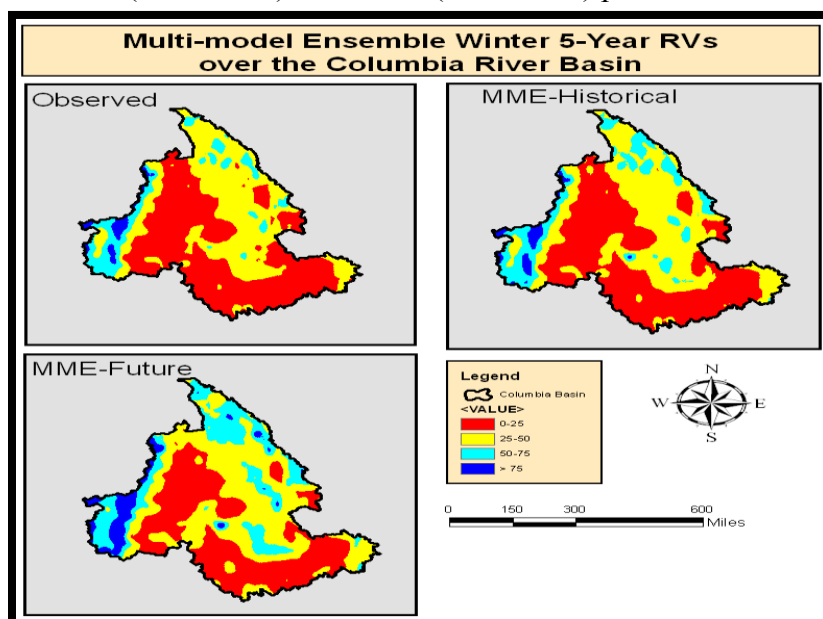 Multi-model Ensemble Winter 5-Year RVs
over the Columbia River Basin
Observed
MME-Historical
MME-Future
Legend
Columbia Basin
<VALUE>
0-25
25-50
50-75
> 75
N
W E
S
0 150 300 600
Miles